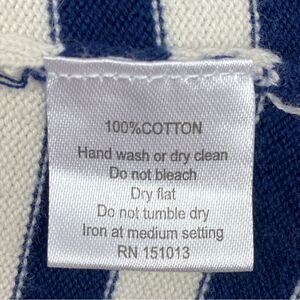 100%COTTON
Hand wash or dry clean
Do not bleach
Dry flat
Do not tumble dry
Iron at medium setting
RN 151013